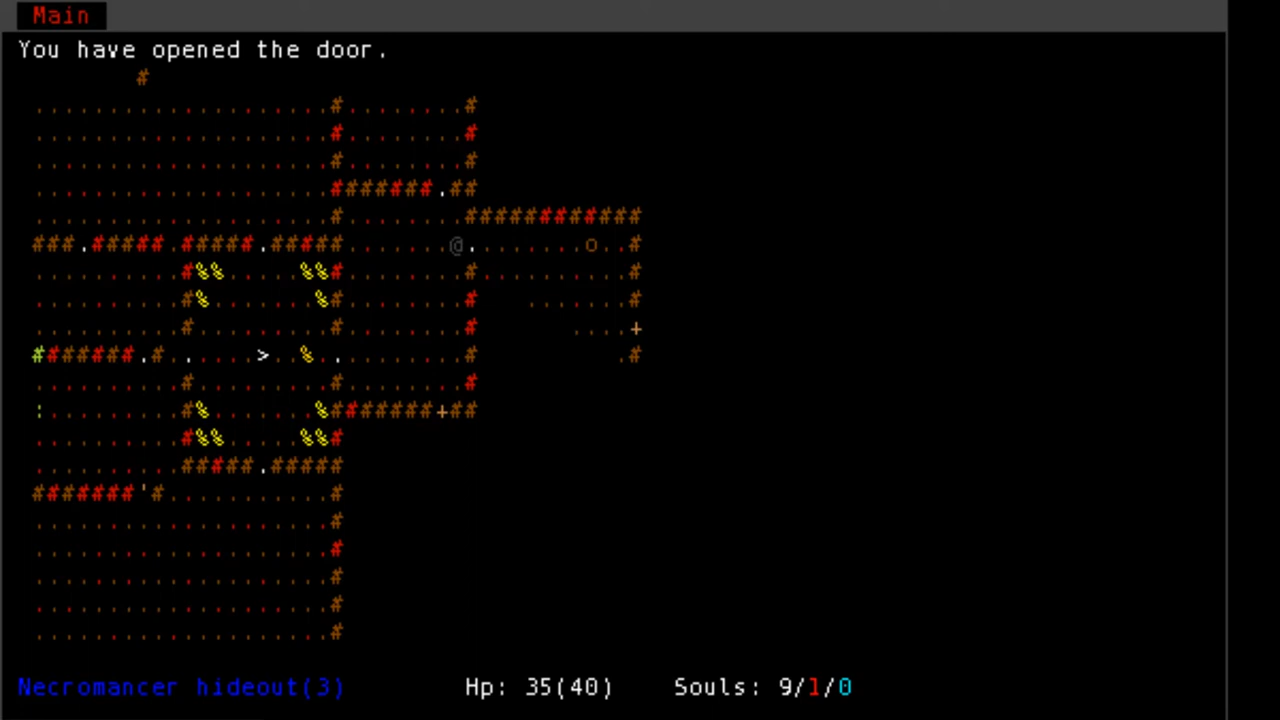 Main
You have opened the door.
Necromancer hideout(3) Hp: 35(40) Souls: 9/1/0